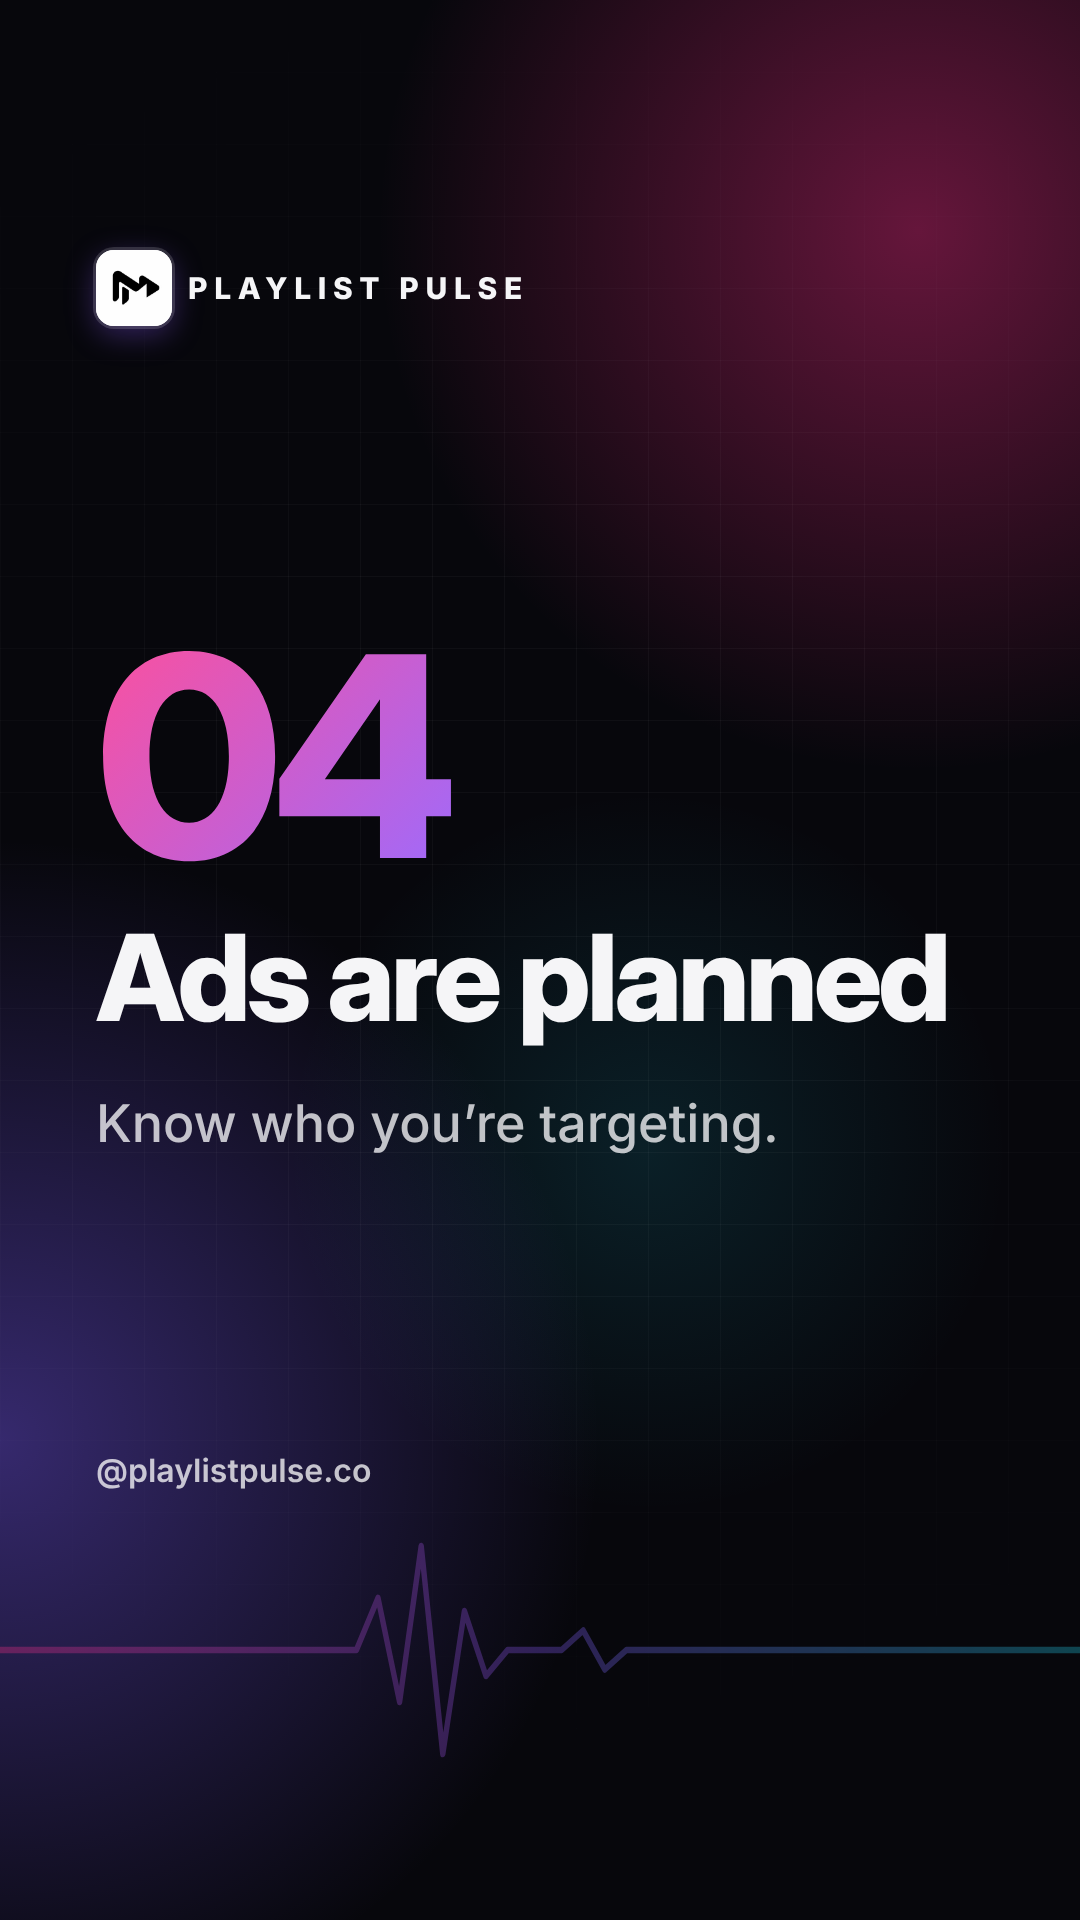 PLAYLIST PULSE
04
Ads are planned
Know who you’re targeting.
@playlistpulse.co